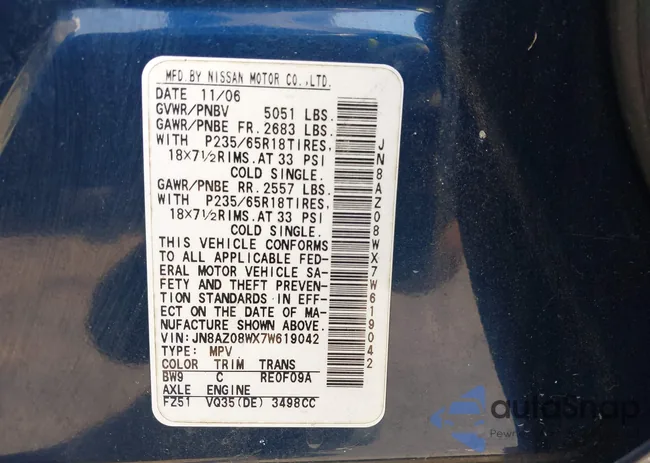 MFD.BY NISSAN MOTOR CO.,LTD.
DATE 11/06
GVWR/PNBV 5051 LBS.
GAWR/PNBE FR.2683 LBS.
WITH P235/65R18TIRES,
18×7½RIMS.AT 33 PSI
COLD SINGLE.
GAWR/PNBE RR.2557 LBS.
WITH P235/65R18TIRES,
18×7½RIMS.AT 33 PSI
COLD SINGLE.
THIS VEHICLE CONFORMS
TO ALL APPLICABLE FED-
ERAL MOTOR VEHICLE SA-
FETY AND THEFT PREVEN-
TION STANDARDS IN EFF-
ECT ON THE DATE OF MA-
NUFACTURE SHOWN ABOVE.
VIN:JN8AZ08WX7W619042
TYPE: MPV
COLOR TRIM TRANS
BW9 C RE0F09A
AXLE ENGINE
FZ51 VQ35(DE) 3498CC
JN8AZ08WX7W619042
autoSnap